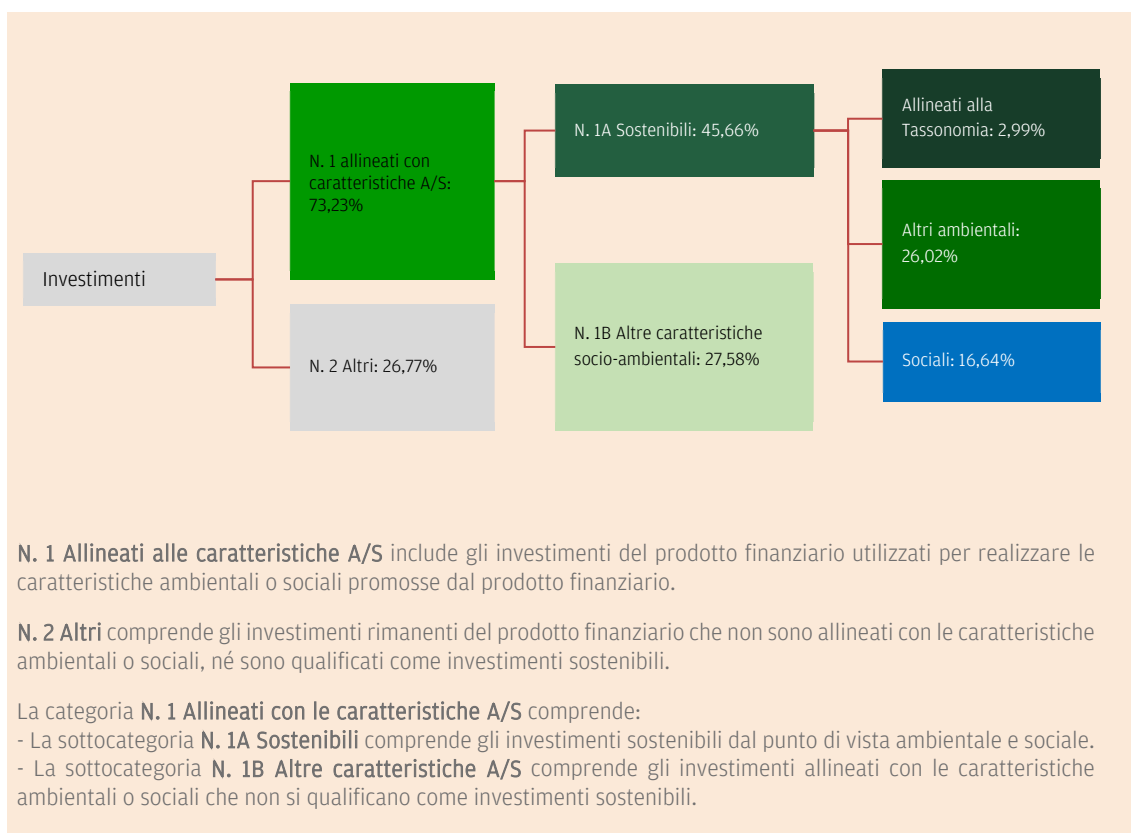 Investimenti
N. 1 allineati con
caratteristiche A/S:
73,23%
N. 2 Altri: 26,77%
N. 1A Sostenibili: 45,66%
N. 1B Altre caratteristiche
socio-ambientali: 27,58%
Allineati alla
Tassonomia: 2,99%
Altri ambientali:
26,02%
Sociali: 16,64%
N. 1 Allineati alle caratteristiche A/S include gli investimenti del prodotto finanziario utilizzati per realizzare le
caratteristiche ambientali o sociali promosse dal prodotto finanziario.
N. 2 Altri comprende gli investimenti rimanenti del prodotto finanziario che non sono allineati con le caratteristiche
ambientali o sociali, né sono qualificati come investimenti sostenibili.
La categoria N. 1 Allineati con le caratteristiche A/S comprende:
- La sottocategoria N. 1A Sostenibili comprende gli investimenti sostenibili dal punto di vista ambientale e sociale.
- La sottocategoria N. 1B Altre caratteristiche A/S comprende gli investimenti allineati con le caratteristiche
ambientali o sociali che non si qualificano come investimenti sostenibili.